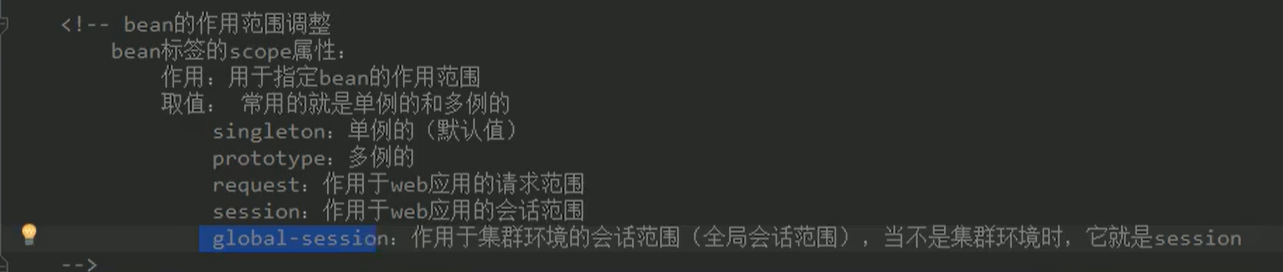 <!-- bean的作用范围调整
bean标签的scope属性：
作用：用于指定bean的作用范围
取值： 常用的就是单例的和多例的
singleton：单例的（默认值）
prototype：多例的
request：作用于web应用的请求范围
session：作用于web应用的会话范围
global-session：作用于集群环境的会话范围（全局会话范围），当不是集群环境时，它就是session
-->